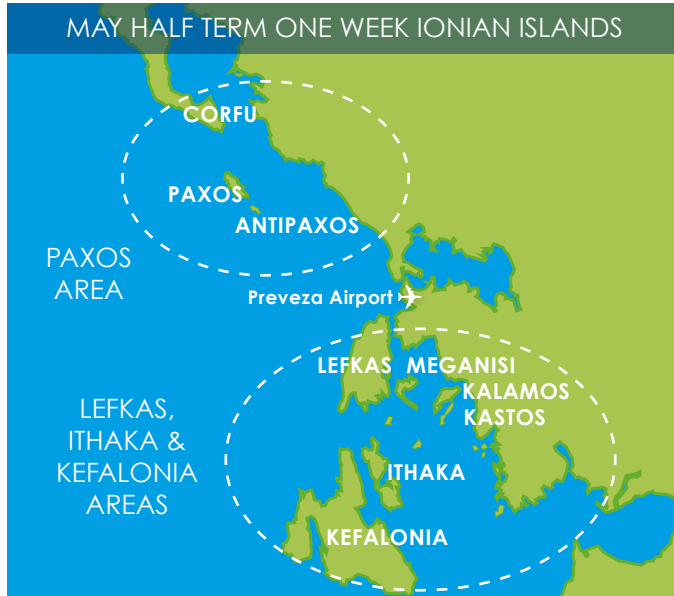 MAY HALF TERM ONE WEEK IONIAN ISLANDS
CORFU
PAXOS
ANTIPAXOS
PAXOS
AREA
Preveza Airport
LEFKAS
MEGANISI
KALAMOS
KASTOS
LEFKAS,
ITHAKA &
KEFALONIA
AREAS
ITHAKA
KEFALONIA